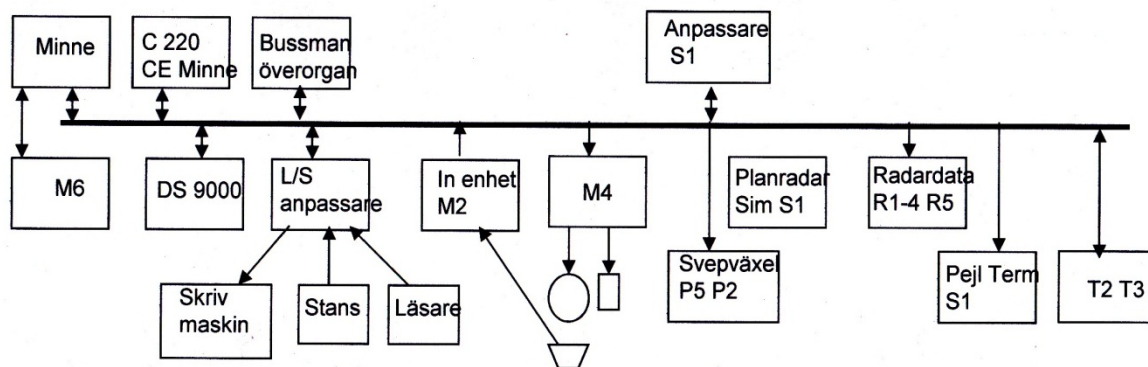 Minne
C 220
CE Minne
Bussman
överorgan
Anpassare
S1
M6
DS 9000
L/S
anpassare
In enhet
M2
M4
Planradar
Sim S1
Radardata
R1-4 R5
Skriv
maskin
Stans
Läsare
Svepväxel
P5 P2
Pejl Term
S1
T2 T3